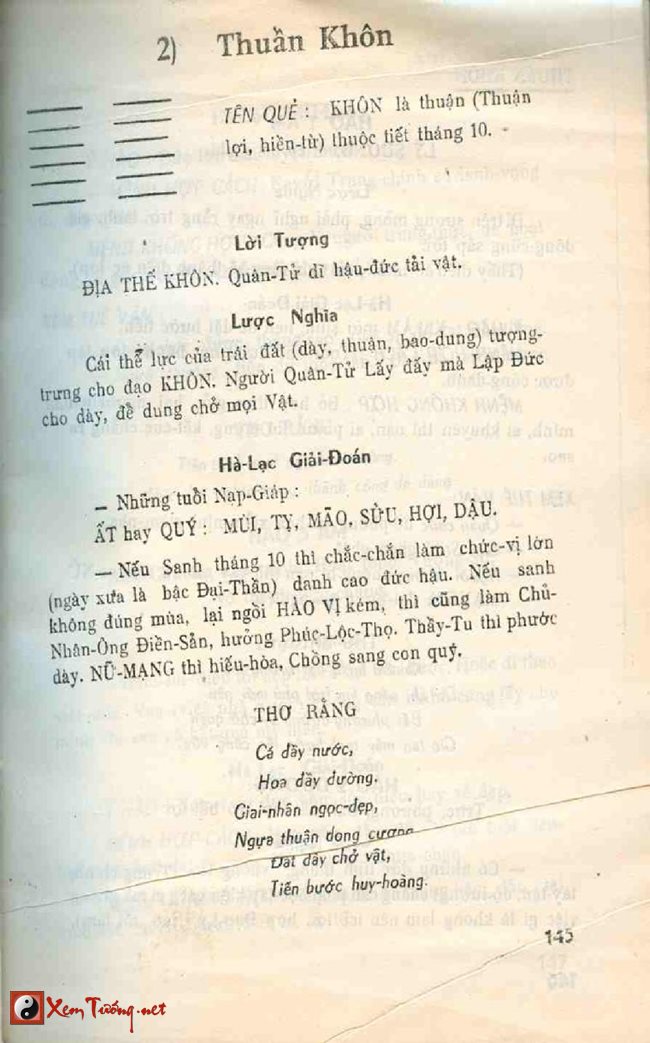 2) Thuần Khôn
TÊN QUẺ : KHÔN là thuận (Thuận
lợi, hiền-từ) thuộc tiết tháng 10.
Lời Tượng
ĐỊA THẾ KHÔN. Quân-Tử dĩ hậu-đức tải vật.
Lược Nghĩa
Cái thể lực của trái đất (dày, thuận, bao-dung) tượng-
trưng cho đạo KHÔN. Người Quân-Tử Lấy đấy mà Lập Đức
cho dày, để dung chở mọi Vật.
Hà-Lạc Giải-Đoán
— Những tuổi Nạp-Giáp :
ẤT hay QUÝ : MÙI, TỴ, MÃO, SỬU, HỢI, DẬU.
— Nếu Sanh tháng 10 thì chắc-chắn làm chức-vị lớn
(ngày xưa là bậc Đại-Thần) danh cao đức hậu. Nếu sanh
không đúng mùa, lại ngồi HÀO VỊ kém, thì cũng làm Chủ-
Nhân-Ông Điền-Sản, hưởng Phúc-Lộc-Thọ. Thầy-Tu thì phước
dày. NỮ-MẠNG thì hiếu-hòa, Chồng sang con quý.
THƠ RẰNG
Cá đầy nước,
Hoa đầy đường.
Giai-nhân ngọc-đẹp,
Ngựa thuận dong cương
Đất dày chở vật,
Tiến bước huy-hoàng.
145
XemTướng.net